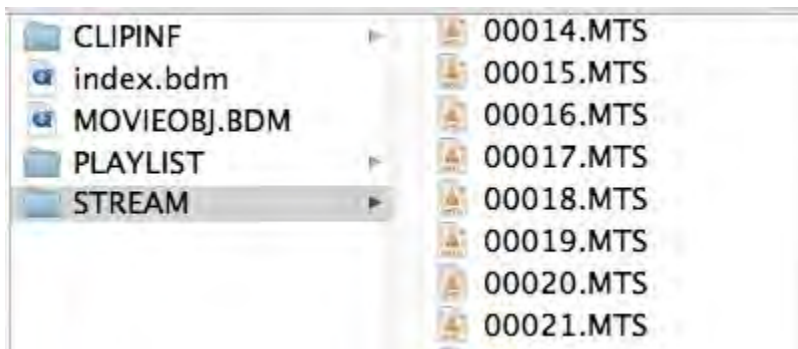 CLIPINF
index.bdm
MOVIEOBJ.BDM
PLAYLIST
STREAM
00014.MTS
00015.MTS
00016.MTS
00017.MTS
00018.MTS
00019.MTS
00020.MTS
00021.MTS